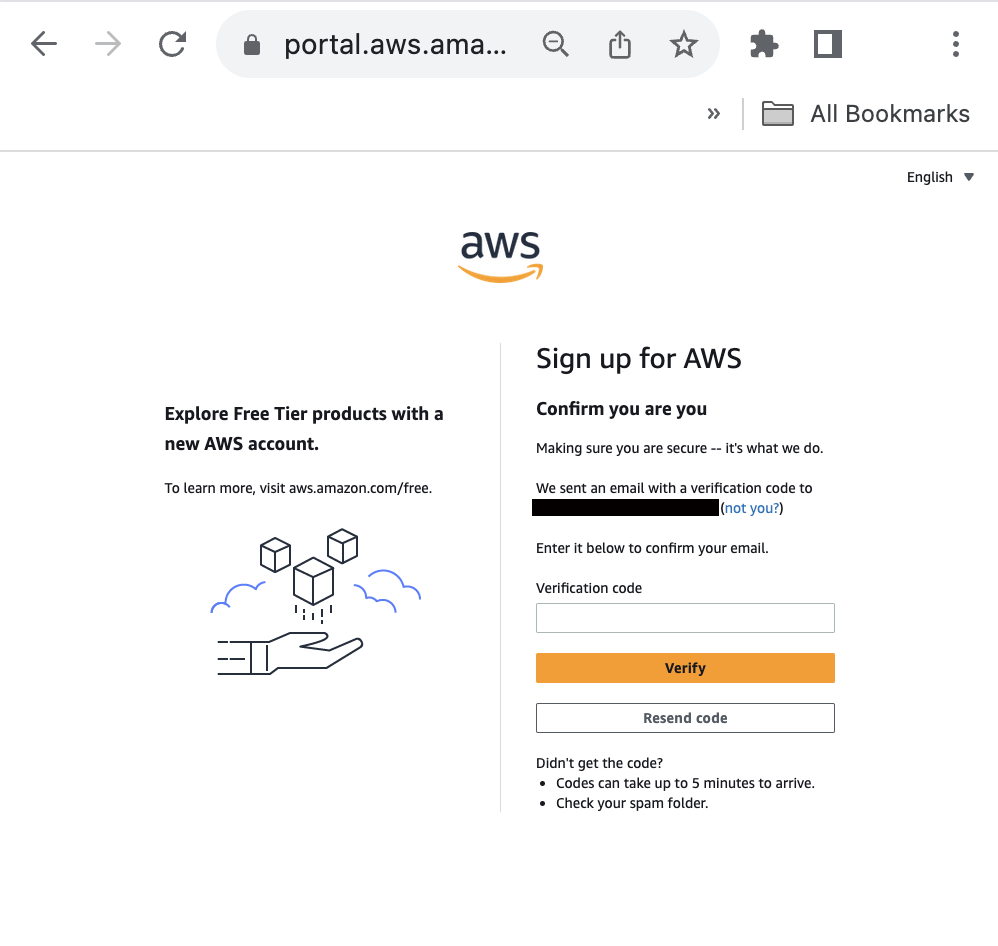 portal.aws.ama...
» All Bookmarks
English
aws
Explore Free Tier products with a
new AWS account.
To learn more, visit aws.amazon.com/free.
Sign up for AWS
Confirm you are you
Making sure you are secure -- it's what we do.
We sent an email with a verification code to
(not you?)
Enter it below to confirm your email.
Verification code
Verify
Resend code
Didn't get the code?
• Codes can take up to 5 minutes to arrive.
• Check your spam folder.